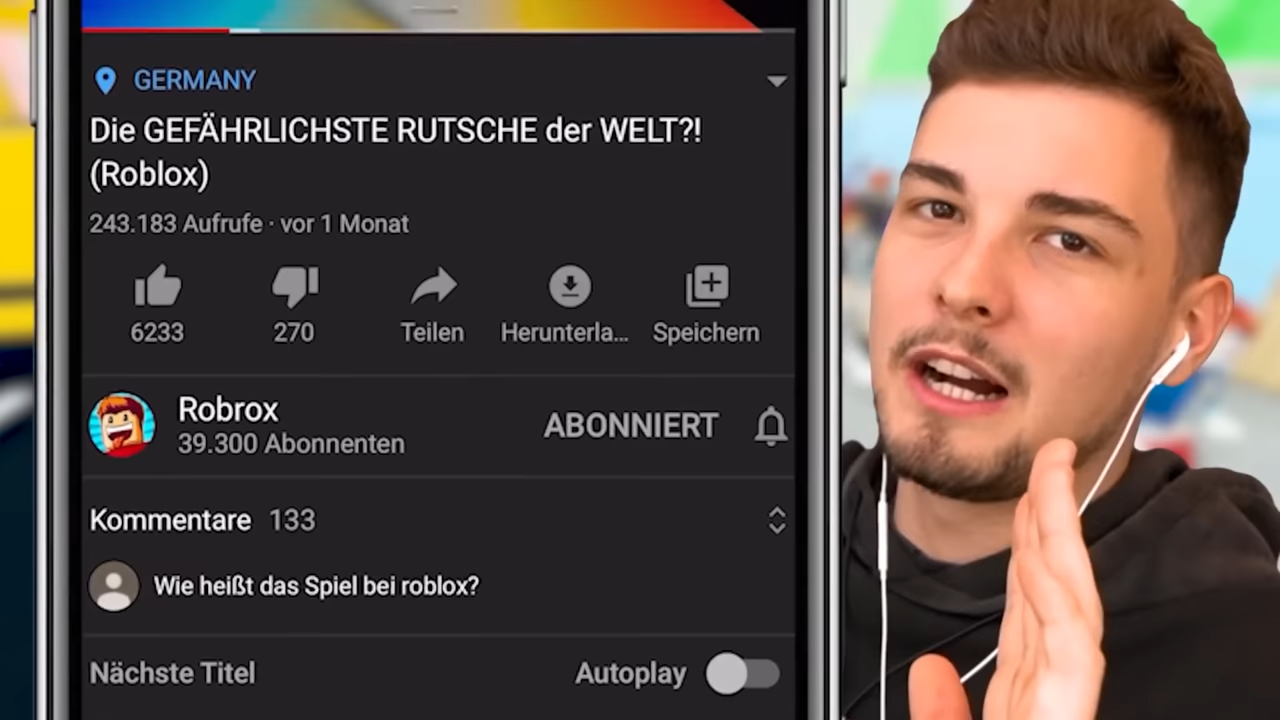 GERMANY
Die GEFÄHRLICHSTE RUTSCHE der WELT?!
(Roblox)
243.183 Aufrufe · vor 1 Monat
6233
270
Teilen
Herunterla...
Speichern
Robrox
39.300 Abonnenten
ABONNIERT
Kommentare 133
Wie heißt das Spiel bei roblox?
Nächste Titel
Autoplay